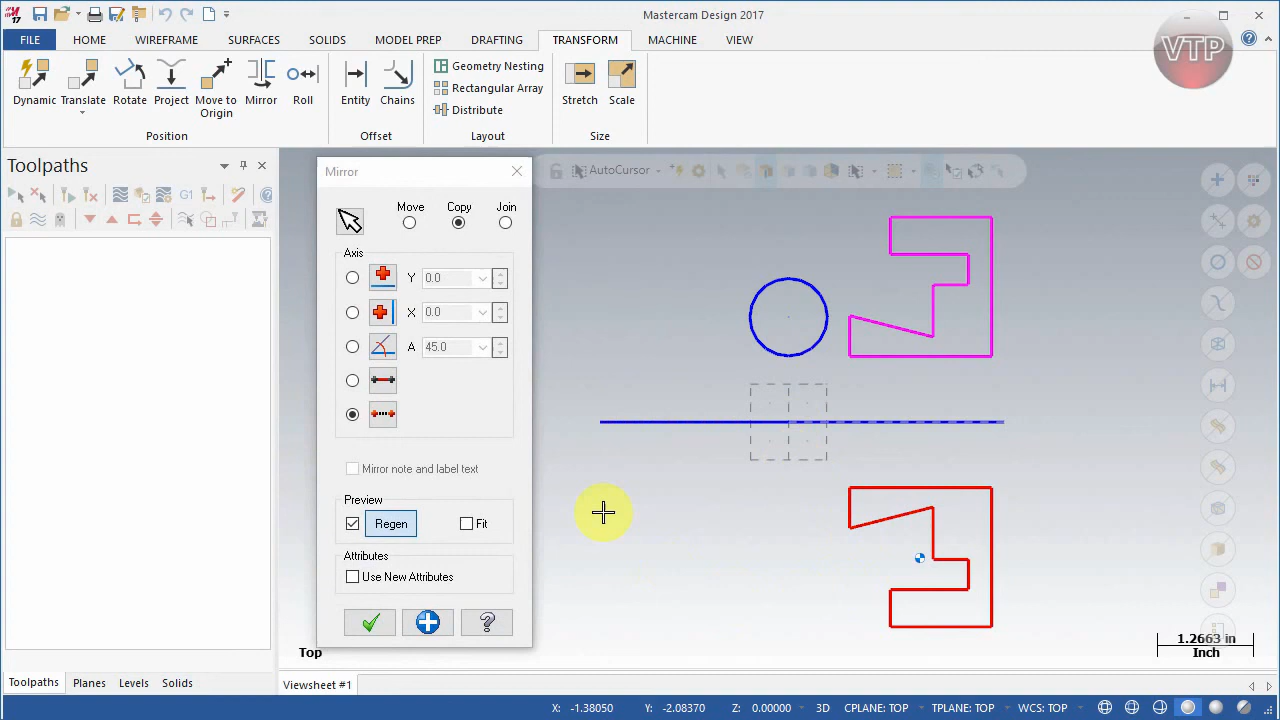 17
Mastercam Design 2017
FILE HOME WIREFRAME SURFACES SOLIDS MODEL PREP DRAFTING TRANSFORM MACHINE VIEW
VTP
Dynamic Translate Rotate Project Move to Origin Mirror Roll
Entity Chains
Geometry Nesting
Rectangular Array
Distribute
Stretch Scale
Position Offset Layout Size
Toolpaths
G1
Mirror
AutoCursor
Move Copy Join
Axis
Y 0.0
X 0.0
A 45.0
Mirror note and label text
Preview
Regen Fit
Attributes
Use New Attributes
Top
1.2663 in
Inch
Toolpaths Planes Levels Solids
Viewsheet #1
X: -1.38050 Y: -2.08370 Z: 0.00000 3D CPLANE: TOP TPLANE: TOP WCS: TOP